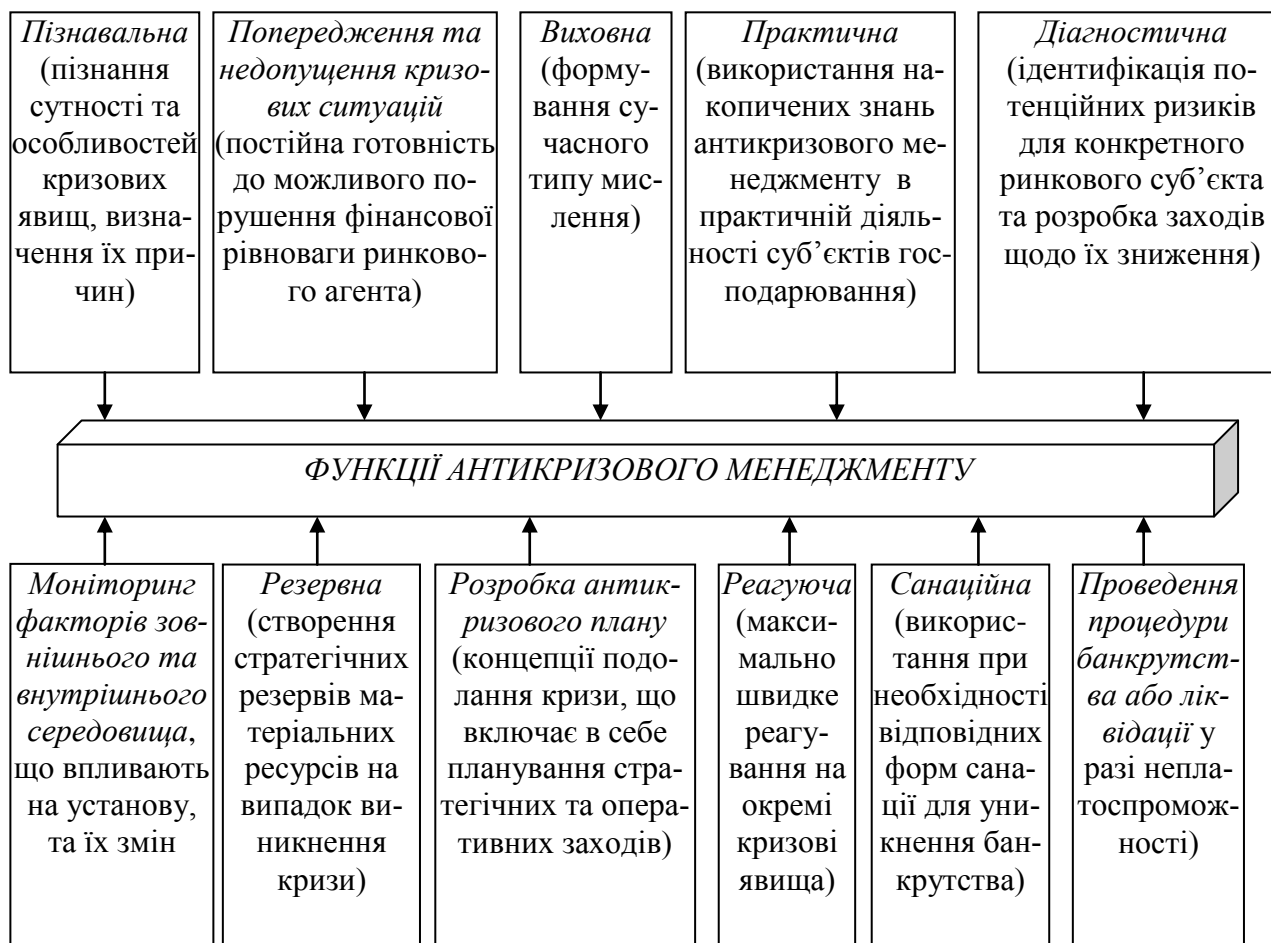 Пізнавальна
(пізнання
сутності та
особливостей
кризових
явищ, визна-
чення їх при-
чин)
Попередження та
недопущення кризо-
вих ситуацій
(постійна готовність
до можливого по-
рушення фінансової
рівноваги ринково-
го агента)
Виховна
(форму-
вання су-
часного
типу мис-
лення)
Практична
(використання на-
копичених знань
антикризового ме-
неджменту в
практичній діяль-
ності суб’єктів гос-
подарювання)
Діагностична
(ідентифікація по-
тенційних ризиків
для конкретного
ринкового суб’єкта
та розробка заходів
щодо їх зниження)
ФУНКЦІЇ АНТИКРИЗОВОГО МЕНЕДЖМЕНТУ
Моніторинг
факторів зов-
нішнього та
внутрішнього
середовища,
що впливають
на установу,
та їх змін
Резервна
(створення
стратегічних
резервів ма-
теріальних
ресурсів на
випадок ви-
никнення
кризи)
Розробка антик-
ризового плану
(концепції подо-
лання кризи, що
включає в себе
планування стра-
тегічних та опера-
тивних заходів)
Реагуюча
(макси-
мально
швидке
реагу-
вання на
окремі
кризові
явища)
Санаційна
(викорис-
тання при
необхідності
відповідних
форм сана-
ції для уни-
кнення бан-
крутства)
Проведення
процедури
банкрутст-
ва або лік-
відації у
разі непла-
тоспромож-
ності)